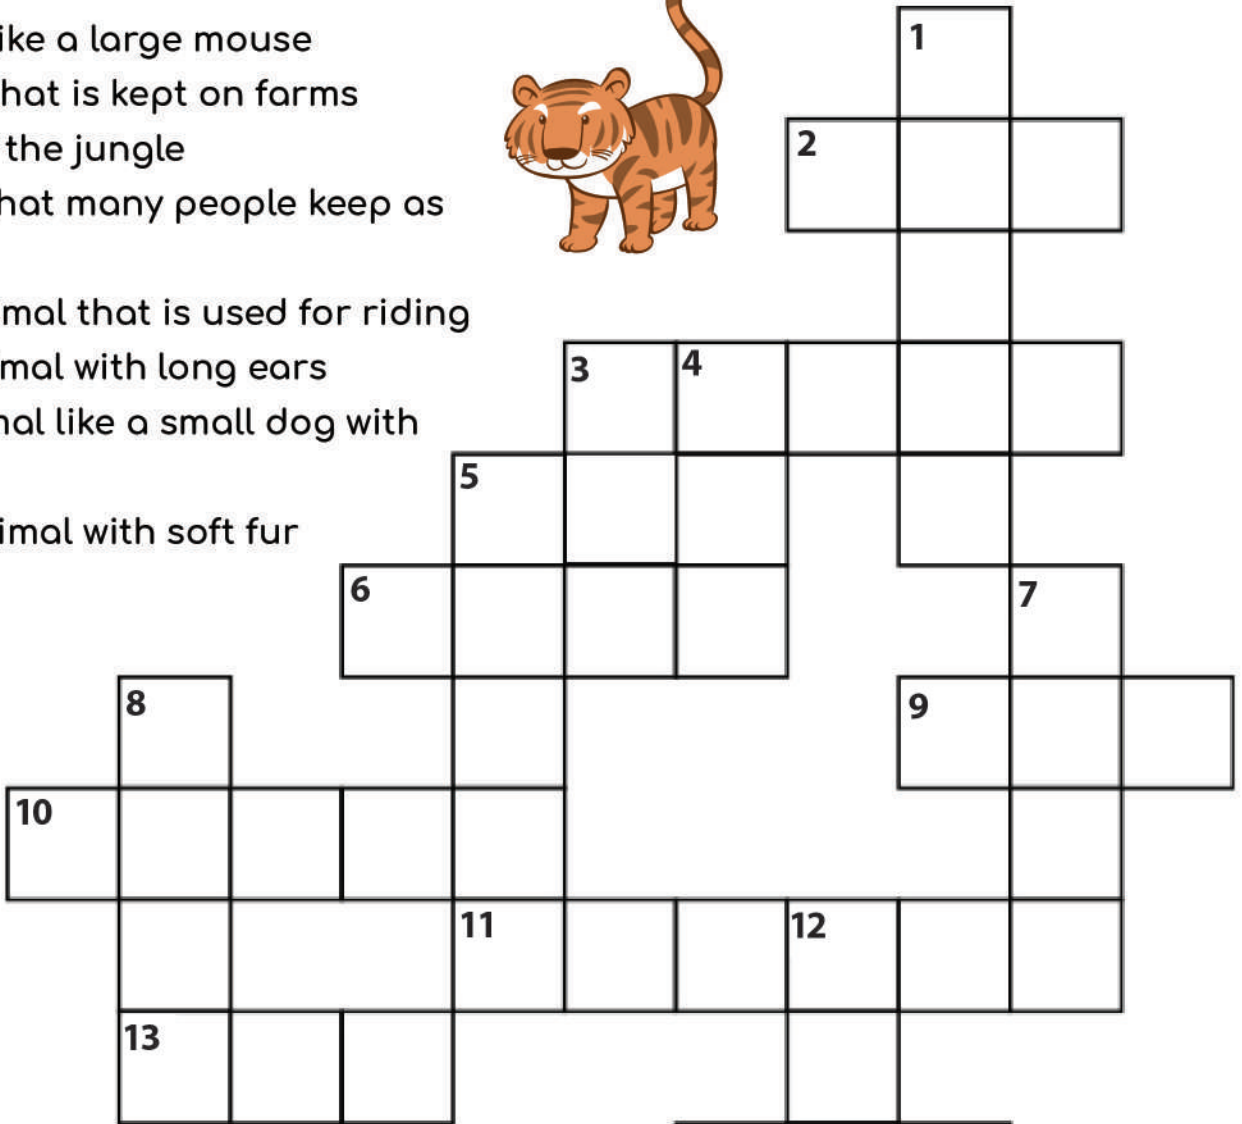 ike a large mouse
hat is kept on farms
the jungle
hat many people keep as
mal that is used for riding
mal with long ears
nal like a small dog with
imal with soft fur
1
2
3 4
5
6
7
8
9
10
11 12
13